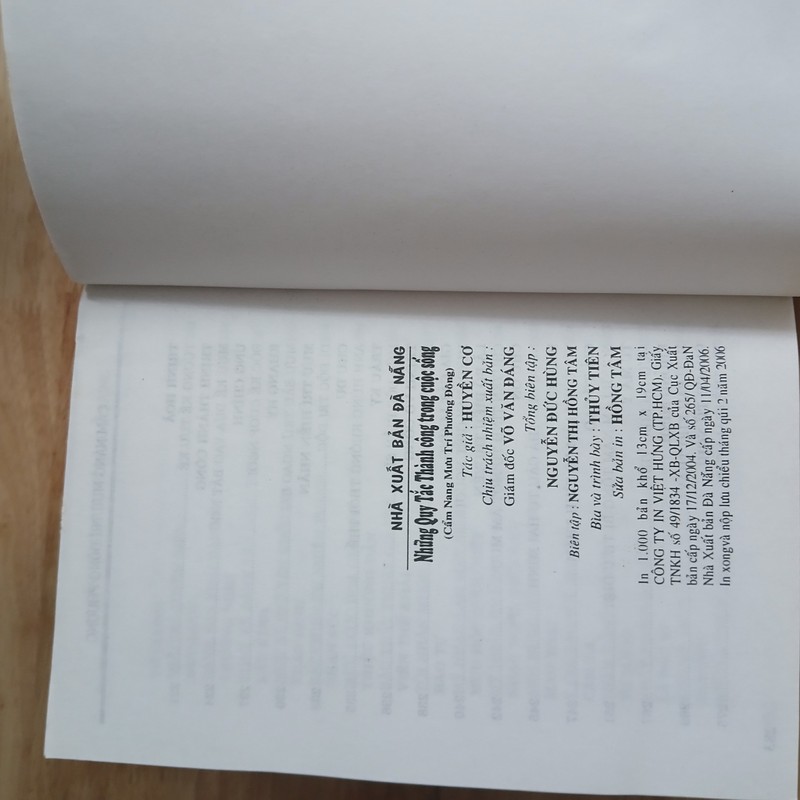 NHÀ XUẤT BẢN ĐÀ NẴNG
Những Quy Tắc Thành công trong cuộc sống
(Cẩm Nang Mưu Trí Phương Đông)
Tác giả : HUYỀN CƠ
Chịu trách nhiệm xuất bản :
Giám đốc VÕ VĂN ĐÁNG
Tổng biên tập :
NGUYỄN ĐỨC HÙNG
Biên tập : NGUYỄN THỊ HỒNG TÂM
Bìa và trình bày : THỦY TIÊN
Sửa bản in : HỒNG TÂM
In 1.000 bản khổ 13cm x 19cm tại
CÔNG TY IN VIỆT HƯNG (TP.HCM). Giấy
TNKH số 49/1834 -XB-QLXB của Cục Xuất
bản cấp ngày 17/12/2004. Và số 265/ QĐ-ĐaN
Nhà Xuất bản Đà Nẵng cấp ngày 11/04/2006.
In xongvà nộp lưu chiểu tháng qúi 2 năm 2006